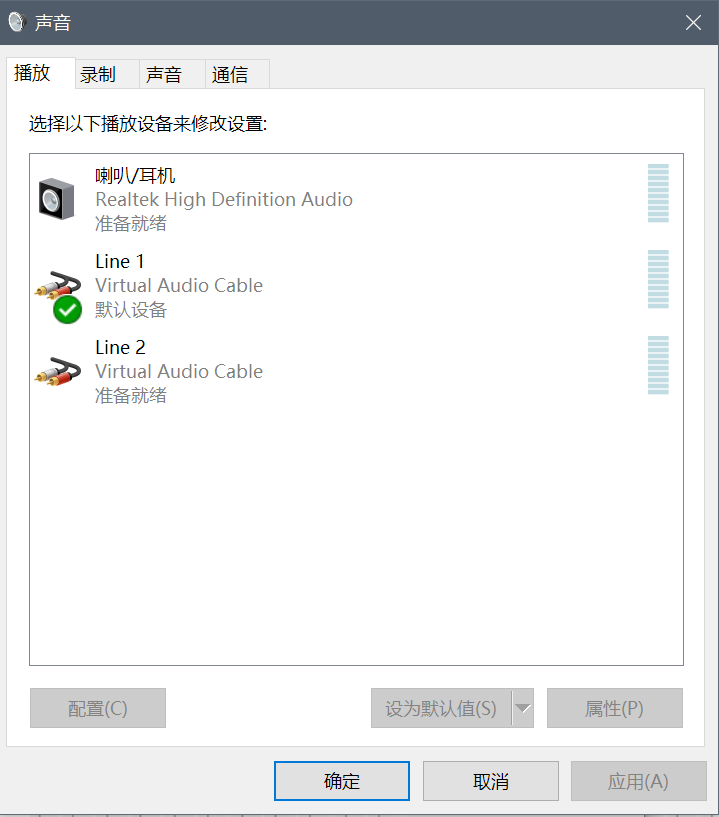 声音
播放 录制 声音 通信
选择以下播放设备来修改设置:
喇叭/耳机
Realtek High Definition Audio
准备就绪
Line 1
Virtual Audio Cable
默认设备
Line 2
Virtual Audio Cable
准备就绪
配置(C) 设为默认值(S) 属性(P)
确定 取消 应用(A)